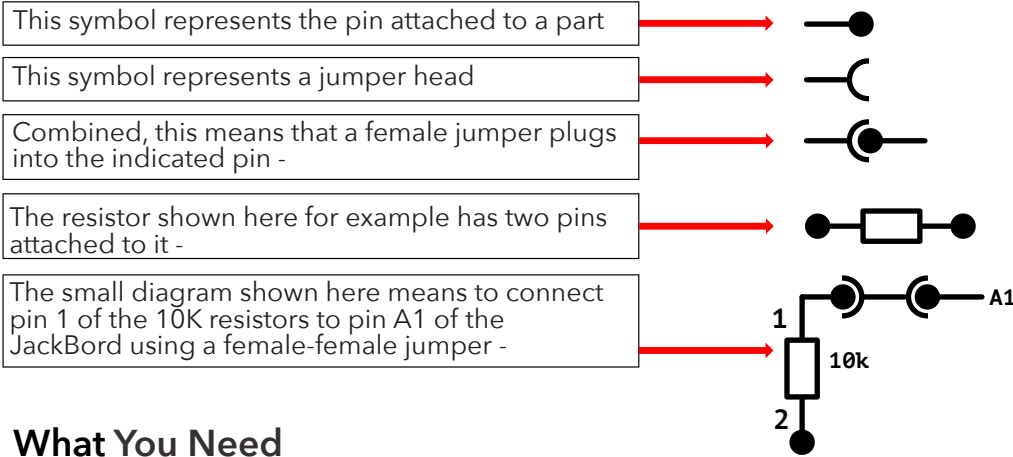 This symbol represents the pin attached to a part
This symbol represents a jumper head
Combined, this means that a female jumper plugs
into the indicated pin -
The resistor shown here for example has two pins
attached to it -
The small diagram shown here means to connect
pin 1 of the 10K resistors to pin A1 of the
JackBord using a female-female jumper -
A1
1
10k
2
What You Need